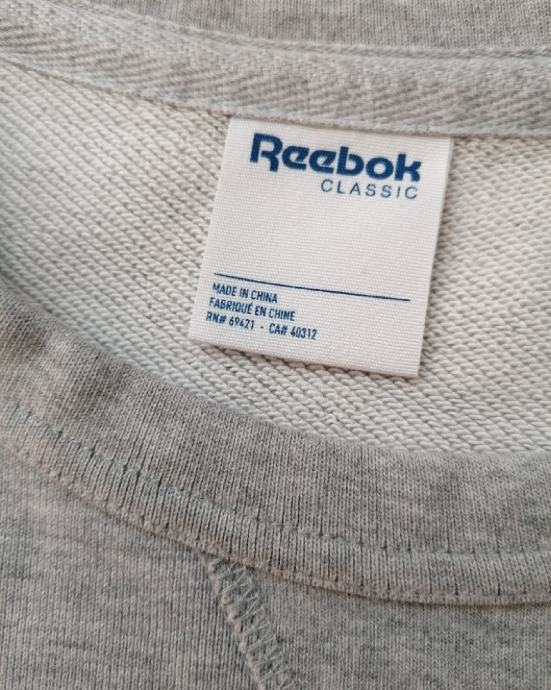 Reebok
CLASSIC
MADE IN CHINA
FABRIQUÉ EN CHINE
RN# 69421 - CA# 40312